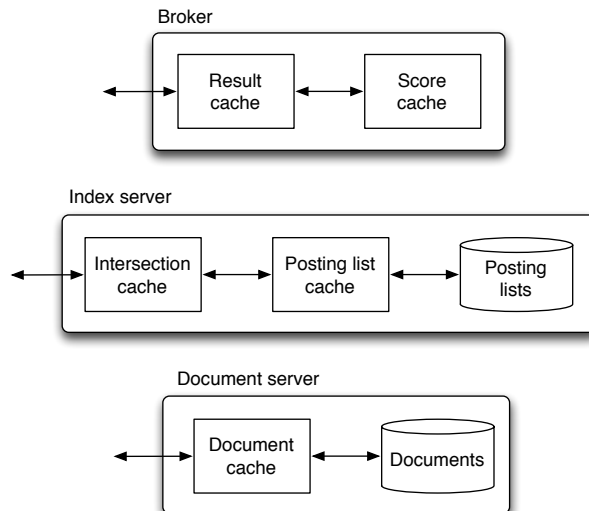 Broker
Result
cache
Score
cache
Index server
Intersection
cache
Posting list
cache
Posting
lists
Document server
Document
cache
Documents